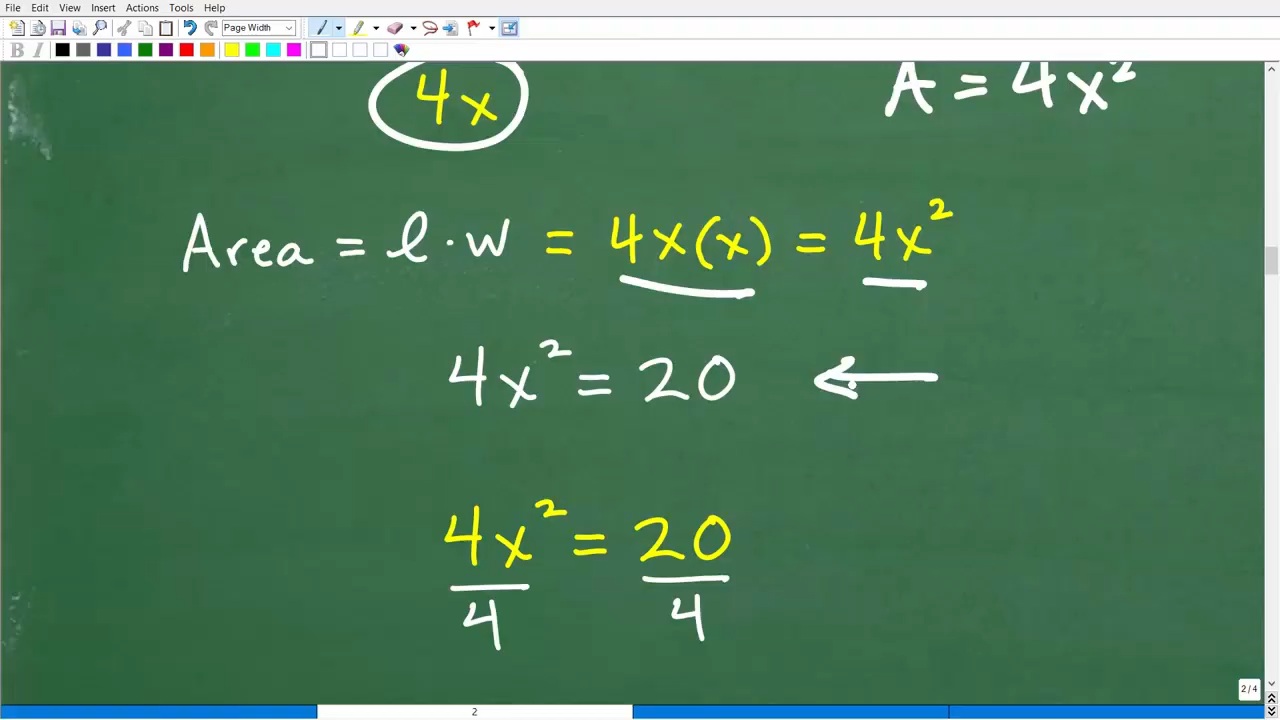 File Edit View Insert Actions Tools Help
Page Width
B I
4x
A = 4x²
Area = l · w = 4x(x) = 4x²
4x² = 20
4x² = 20
4 4
2/4
2